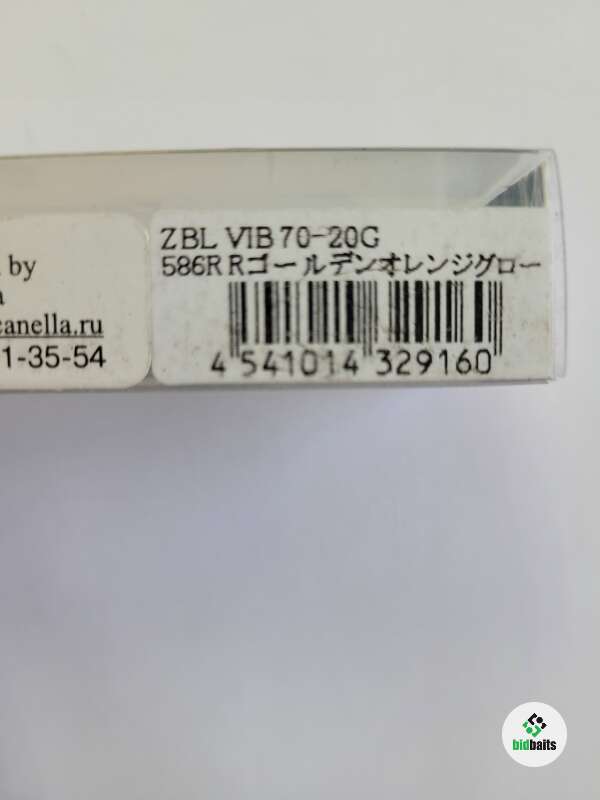 by
a
canella.ru
1-35-54
ZBL VIB 70-20G
586R Rゴールデンオレンジグロー
4 541014 329160
bidbaits